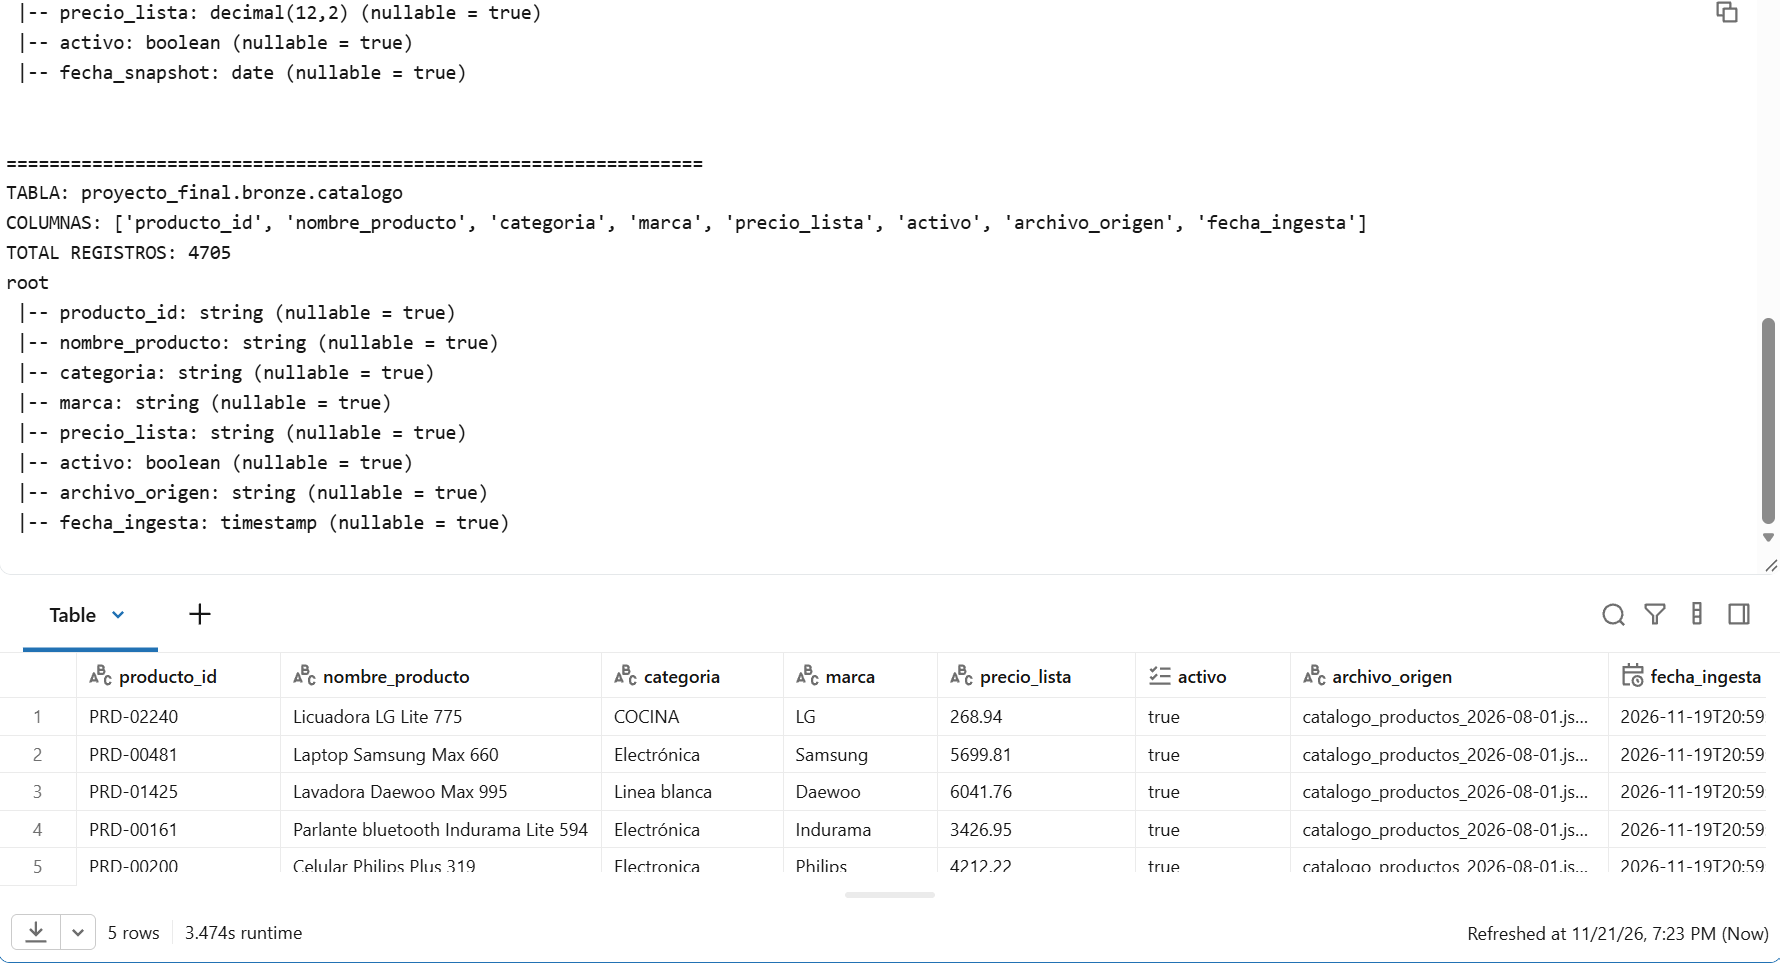 |-- precio_lista: decimal(12,2) (nullable = true)
|-- activo: boolean (nullable = true)
|-- fecha_snapshot: date (nullable = true)
=================================================================
TABLA: proyecto_final.bronze.catalogo
COLUMNAS: ['producto_id', 'nombre_producto', 'categoria', 'marca', 'precio_lista', 'activo', 'archivo_origen', 'fecha_ingesta']
TOTAL REGISTROS: 4705
root
|-- producto_id: string (nullable = true)
|-- nombre_producto: string (nullable = true)
|-- categoria: string (nullable = true)
|-- marca: string (nullable = true)
|-- precio_lista: string (nullable = true)
|-- activo: boolean (nullable = true)
|-- archivo_origen: string (nullable = true)
|-- fecha_ingesta: timestamp (nullable = true)
Table
producto_id nombre_producto categoria marca precio_lista activo archivo_origen fecha_ingesta
1 PRD-02240 Licuadora LG Lite 775 COCINA LG 268.94 true catalogo_productos_2026-08-01.js... 2026-11-19T20:59
2 PRD-00481 Laptop Samsung Max 660 Electrónica Samsung 5699.81 true catalogo_productos_2026-08-01.js... 2026-11-19T20:59
3 PRD-01425 Lavadora Daewoo Max 995 Linea blanca Daewoo 6041.76 true catalogo_productos_2026-08-01.js... 2026-11-19T20:59
4 PRD-00161 Parlante bluetooth Indurama Lite 594 Electrónica Indurama 3426.95 true catalogo_productos_2026-08-01.js... 2026-11-19T20:59
5 PRD-00200 Celular Philips Plus 319 Electronica Philips 4212.22 true catalogo_productos_2026-08-01.js... 2026-11-19T20:59
5 rows 3.474s runtime
Refreshed at 11/21/26, 7:23 PM (Now)